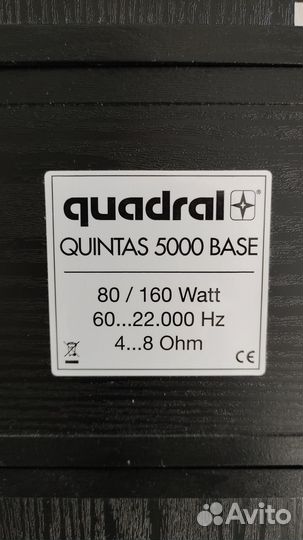 quadral®
QUINTAS 5000 BASE
80 / 160 Watt
60...22.000 Hz
4...8 Ohm
CE
Avito